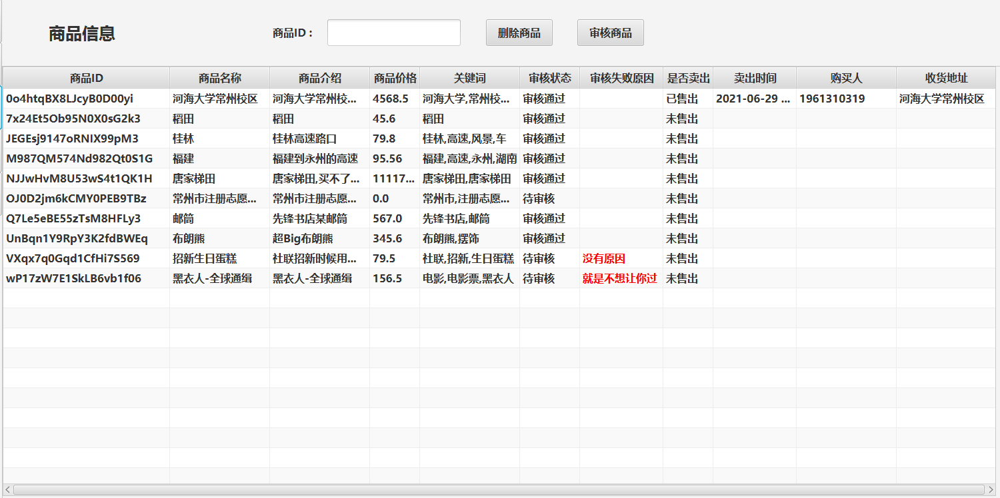 商品信息 商品ID： 删除商品 审核商品
商品ID 商品名称 商品介绍 商品价格 关键词 审核状态 审核失败原因 是否卖出 卖出时间 购买人 收货地址
0o4htqBX8LJcyB0D00yi 河海大学常州校区 河海大学常州校... 4568.5 河海大学,常州校... 审核通过 已售出 2021-06-29 ... 1961310319 河海大学常州校区
7x24Et5Ob95N0X0sG2k3 稻田 稻田 45.6 稻田 审核通过 未售出
JEGEsj9147oRNIX99pM3 桂林 桂林高速路口 79.8 桂林,高速,风景,车 审核通过 未售出
M987QM574Nd982Qt0S1G 福建 福建到永州的高速 95.56 福建,高速,永州,湖南 审核通过 未售出
NJJwHvM8U53wS4t1QK1H 唐家梯田 唐家梯田,买不了... 11117... 唐家梯田,唐家梯田 审核通过 未售出
OJ0D2jm6kCMY0PEB9TBz 常州市注册志愿... 常州市注册志愿... 0.0 常州市,注册志愿... 待审核 未售出
Q7Le5eBE55zTsM8HFLy3 邮筒 先锋书店某邮筒 567.0 先锋书店,邮筒 审核通过 未售出
UnBqn1Y9RpY3K2fdBWEq 布朗熊 超Big布朗熊 345.6 布朗熊,摆饰 审核通过 未售出
VXqx7q0Gqd1CfHi7S569 招新生日蛋糕 社联招新时候用... 79.5 社联,招新,生日蛋糕 待审核 没有原因 未售出
wP17zW7E1SkLB6vb1f06 黑衣人-全球通缉 黑衣人-全球通缉 156.5 电影,电影票,黑衣人 待审核 就是不想让你过 未售出